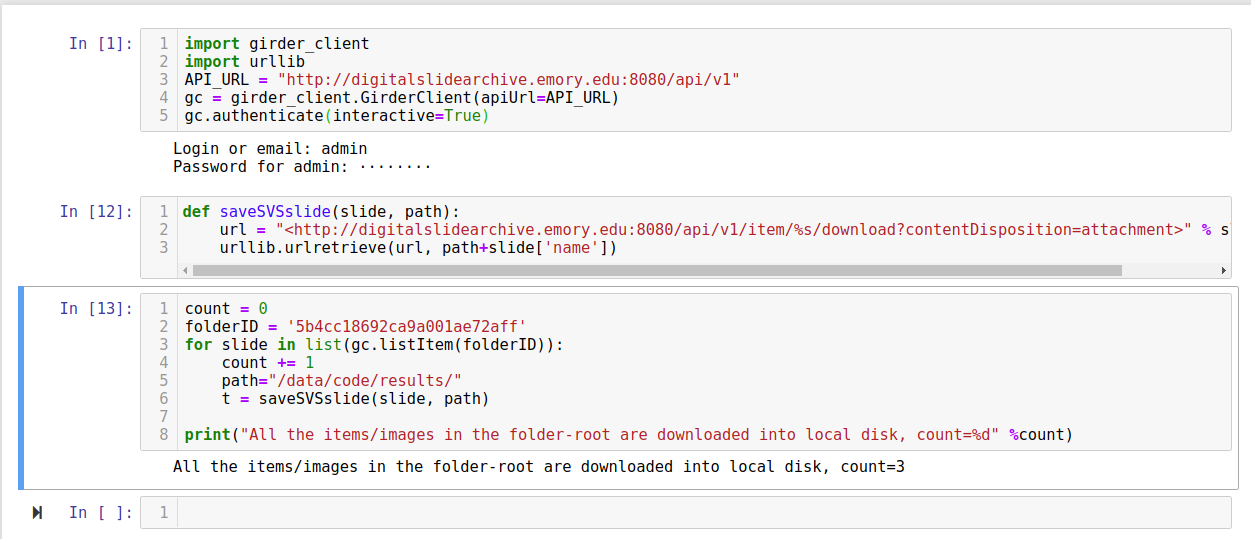 In [1]:
1 import girder_client
2 import urllib
3 API_URL = "http://digitalslidearchive.emory.edu:8080/api/v1"
4 gc = girder_client.GirderClient(apiUrl=API_URL)
5 gc.authenticate(interactive=True)
Login or email: admin
Password for admin: ········
In [12]:
1 def saveSVSslide(slide, path):
2     url = "<http://digitalslidearchive.emory.edu:8080/api/v1/item/%s/download?contentDisposition=attachment>" % s
3     urllib.urlretrieve(url, path+slide['name'])
In [13]:
1 count = 0
2 folderID = '5b4cc18692ca9a001ae72aff'
3 for slide in list(gc.listItem(folderID)):
4     count += 1
5     path="/data/code/results/"
6     t = saveSVSslide(slide, path)
7
8 print("All the items/images in the folder-root are downloaded into local disk, count=%d" %count)
All the items/images in the folder-root are downloaded into local disk, count=3
In [ ]:
1